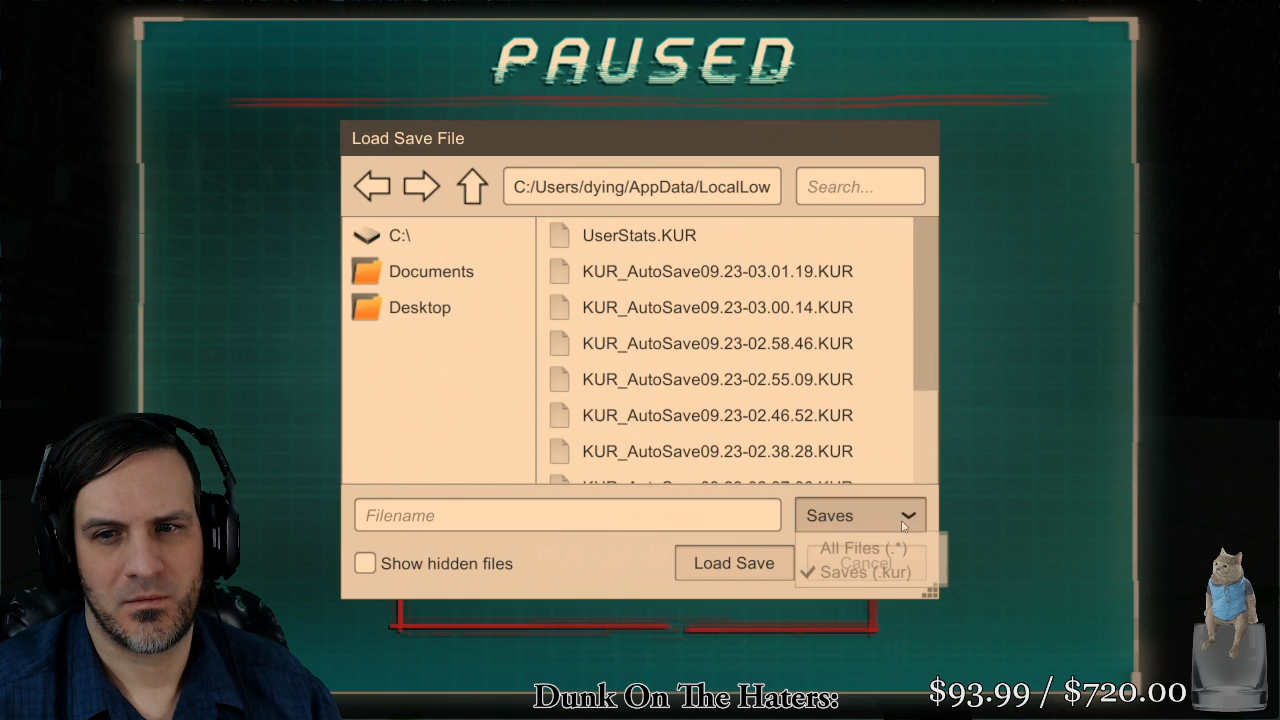 PAUSED
Load Save File
C:/Users/dying/AppData/LocalLow
Search...
C:\
Documents
Desktop
UserStats.KUR
KUR_AutoSave09.23-03.01.19.KUR
KUR_AutoSave09.23-03.00.14.KUR
KUR_AutoSave09.23-02.58.46.KUR
KUR_AutoSave09.23-02.55.09.KUR
KUR_AutoSave09.23-02.46.52.KUR
KUR_AutoSave09.23-02.38.28.KUR
Filename
Saves
All Files (.*)
Saves (.kur)
Show hidden files
Load Save
Cancel
Dunk On The Haters:
$93.99 / $720.00